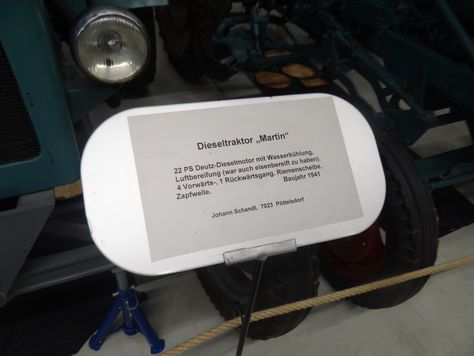 Dieseltraktor „Martin“
22 PS Deutz-Dieselmotor mit Wasserkühlung,
Luftbereifung (war auch eisenbereift zu haben).
4 Vorwärts-, 1 Rückwärtsgang, Riemenscheibe,
Zapfwelle. Baujahr 1941
Johann Schandl, 7023 Pöttelsdorf